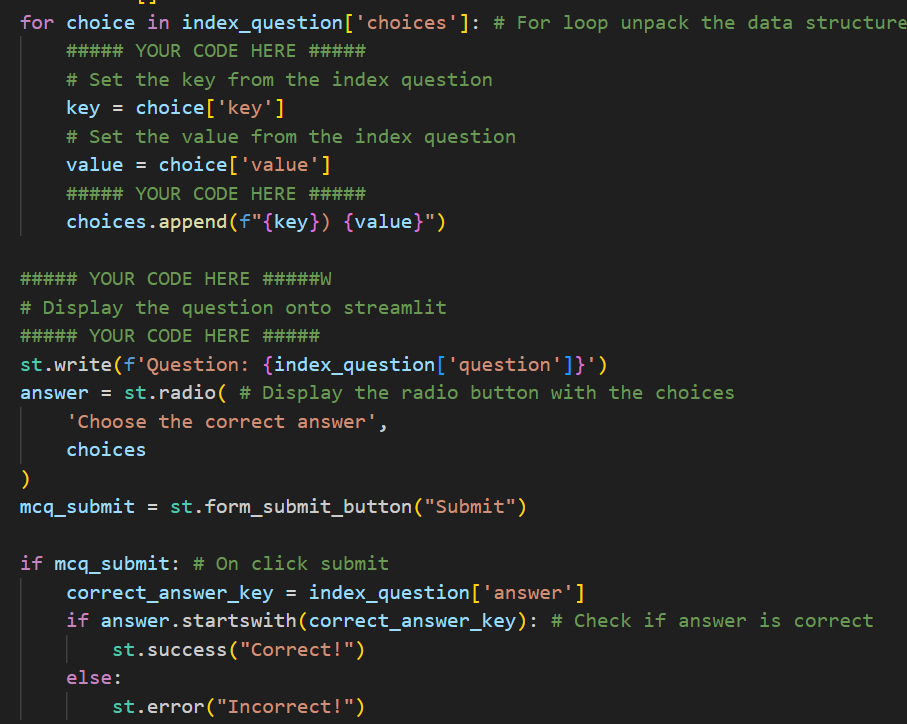 []
for choice in index_question['choices']: # For loop unpack the data structure
##### YOUR CODE HERE #####
# Set the key from the index question
key = choice['key']
# Set the value from the index question
value = choice['value']
##### YOUR CODE HERE #####
choices.append(f"{key}) {value}")
##### YOUR CODE HERE #####W
# Display the question onto streamlit
##### YOUR CODE HERE #####
st.write(f'Question: {index_question['question']}')
answer = st.radio( # Display the radio button with the choices
'Choose the correct answer',
choices
)
mcq_submit = st.form_submit_button("Submit")
if mcq_submit: # On click submit
correct_answer_key = index_question['answer']
if answer.startswith(correct_answer_key): # Check if answer is correct
st.success("Correct!")
else:
st.error("Incorrect!")